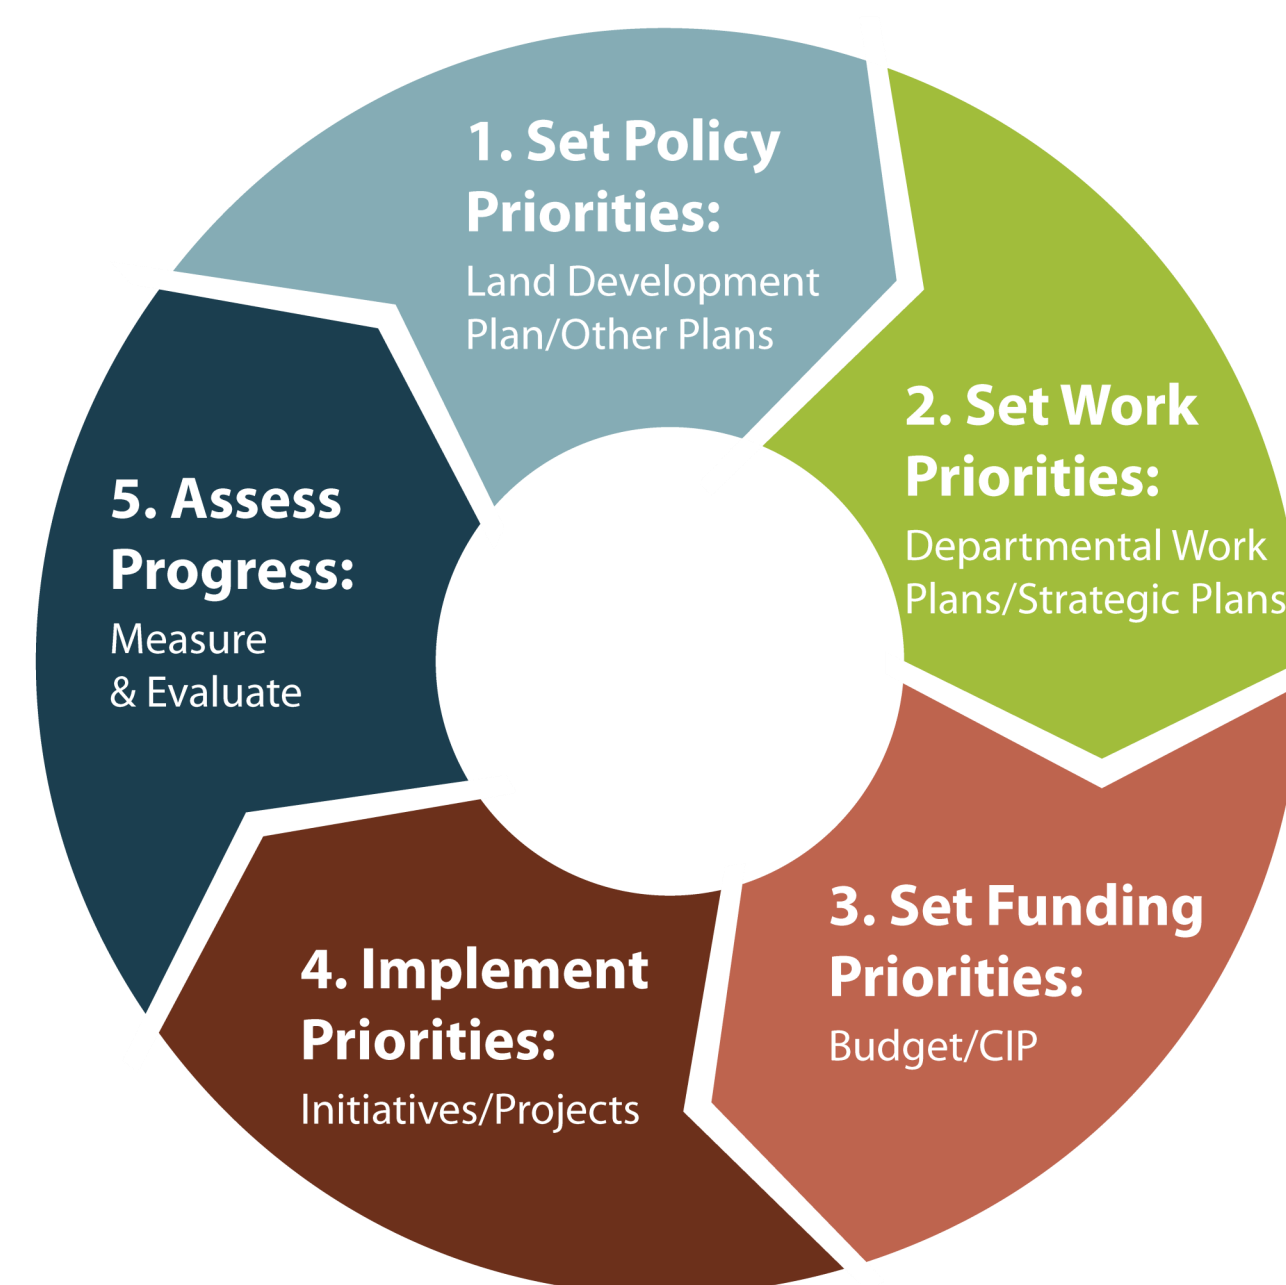 1. Set Policy
Priorities:
Land Development
Plan/Other Plans
2. Set Work
Priorities:
Departmental Work
Plans/Strategic Plans
3. Set Funding
Priorities:
Budget/CIP
4. Implement
Priorities:
Initiatives/Projects
5. Assess
Progress:
Measure
& Evaluate